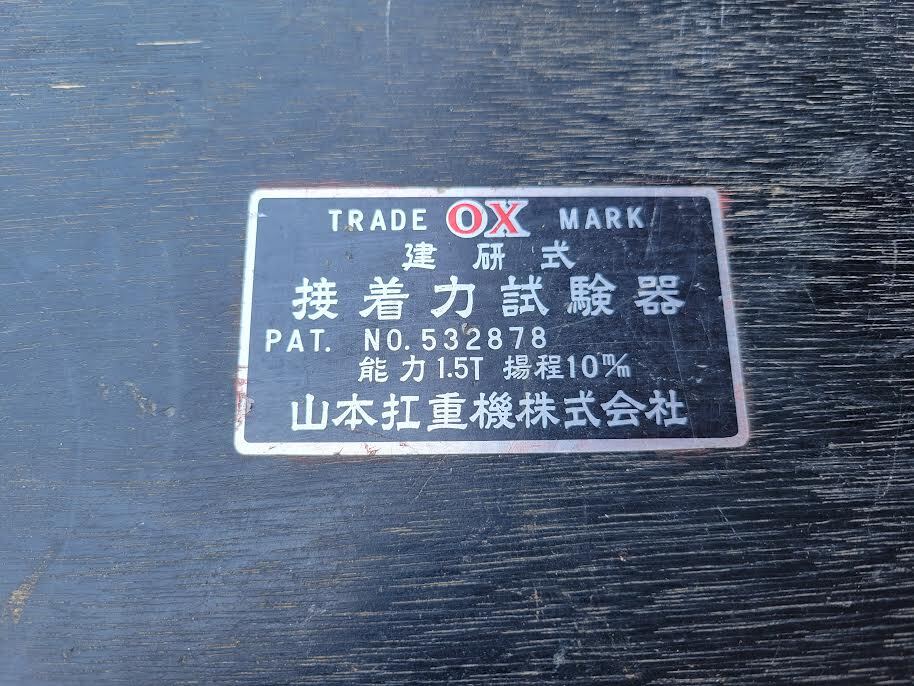 TRADE OX MARK
建研式
接着力試験器
PAT. NO.532878
能力1.5T 揚程10m/m
山本扛重機株式会社